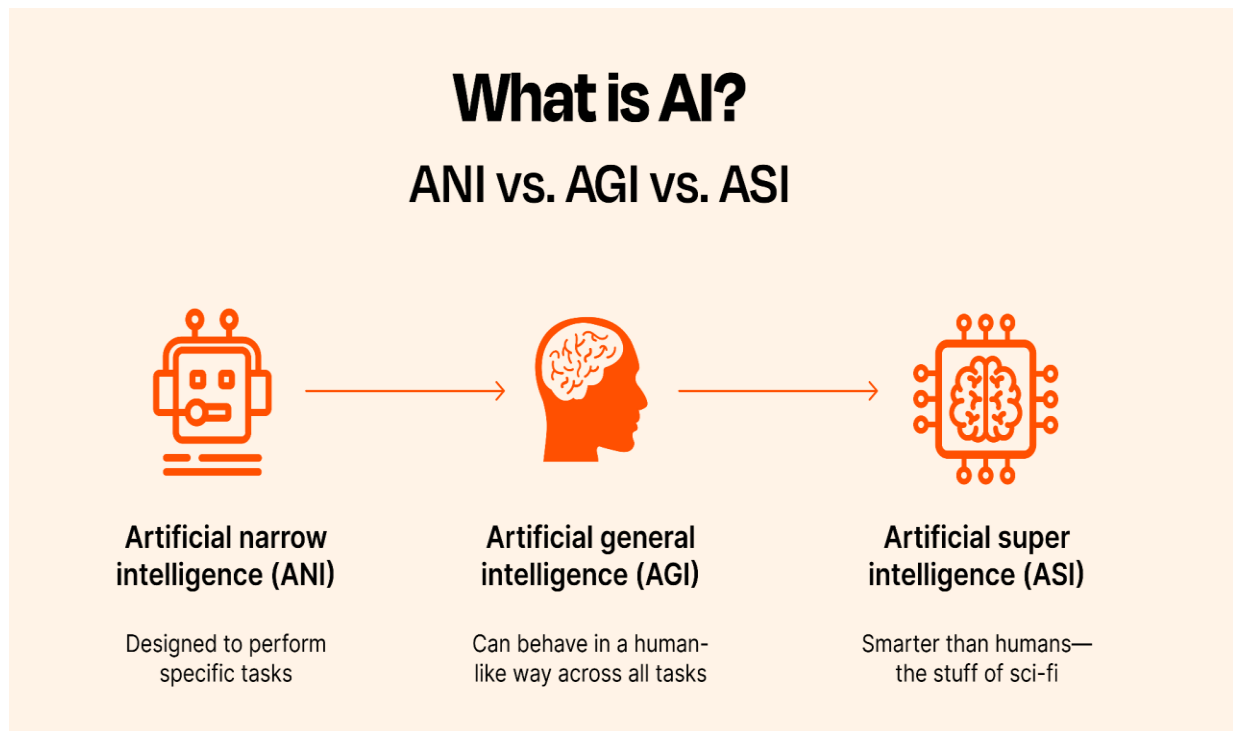 What is AI?
ANI vs. AGI vs. ASI
Artificial narrow
intelligence (ANI)
Designed to perform
specific tasks
Artificial general
intelligence (AGI)
Can behave in a human-
like way across all tasks
Artificial super
intelligence (ASI)
Smarter than humans—
the stuff of sci-fi